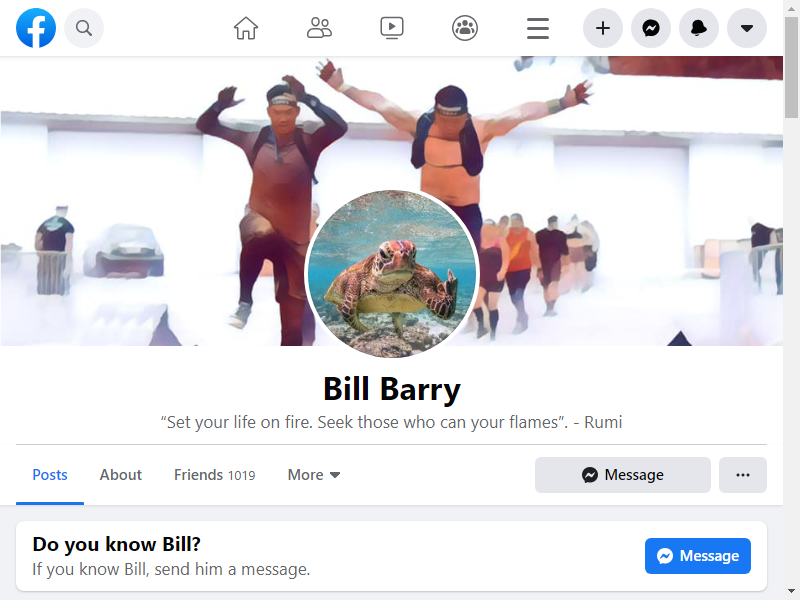 Bill Barry
“Set your life on fire. Seek those who can your flames”. - Rumi
Posts About Friends 1019 More Message ...
Do you know Bill?
If you know Bill, send him a message.
Message